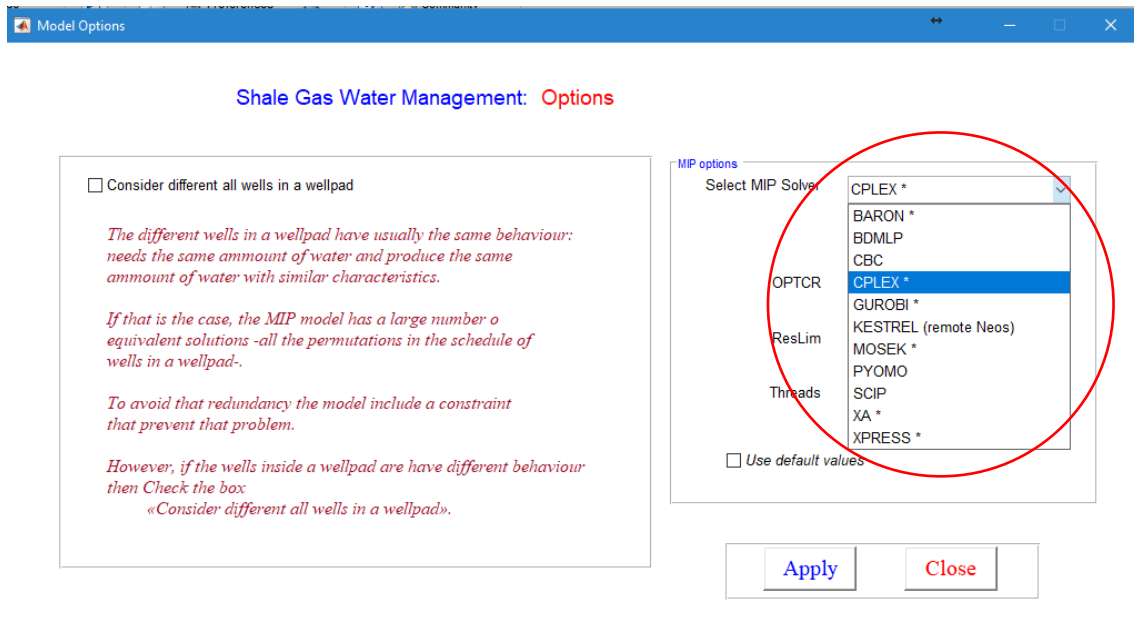 Preferences
Community
Model Options
Shale Gas Water Management: Options
Consider different all wells in a wellpad
The different wells in a wellpad have usually the same behaviour:
needs the same ammount of water and produce the same
ammount of water with similar characteristics.
If that is the case, the MIP model has a large number o
equivalent solutions -all the permutations in the schedule of
wells in a wellpad-.
To avoid that redundancy the model include a constraint
that prevent that problem.
However, if the wells inside a wellpad are have different behaviour
then Check the box
«Consider different all wells in a wellpad».
MIP options
Select MIP Solver
CPLEX *
BARON *
BDMLP
CBC
CPLEX *
GUROBI *
KESTREL (remote Neos)
MOSEK *
PYOMO
SCIP
XA *
XPRESS *
OPTCR
ResLim
Threads
Use default values
Apply
Close